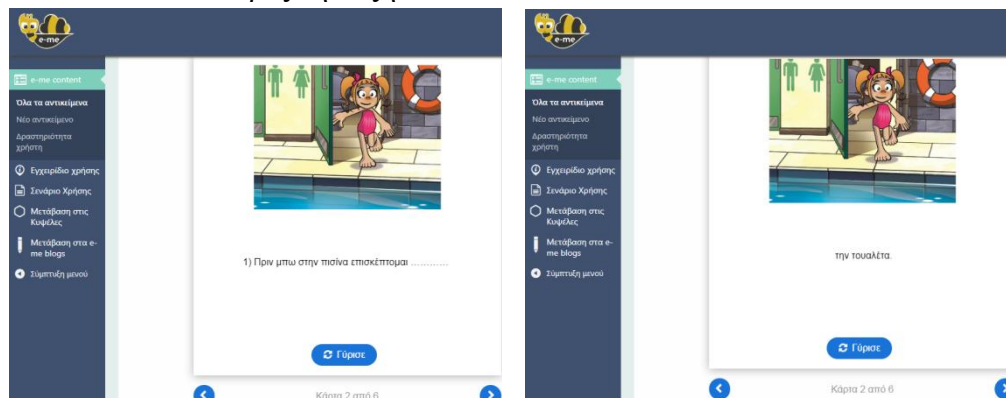 e-me
e-me content
Όλα τα αντικείμενα
Νέο αντικείμενο
Δραστηριότητα
χρήστη
Εγχειρίδιο χρήσης
Σενάριο Χρήσης
Μετάβαση στις
Κυψέλες
Μετάβαση στα e-
me blogs
Σύμπτυξη μενού
1) Πριν μπω στην πισίνα επισκέπτομαι ............
Γύρισε
Κάρτα 2 από 6
e-me
e-me content
Όλα τα αντικείμενα
Νέο αντικείμενο
Δραστηριότητα
χρήστη
Εγχειρίδιο χρήσης
Σενάριο Χρήσης
Μετάβαση στις
Κυψέλες
Μετάβαση στα e-
me blogs
Σύμπτυξη μενού
την τουαλέτα.
Γύρισε
Κάρτα 2 από 6